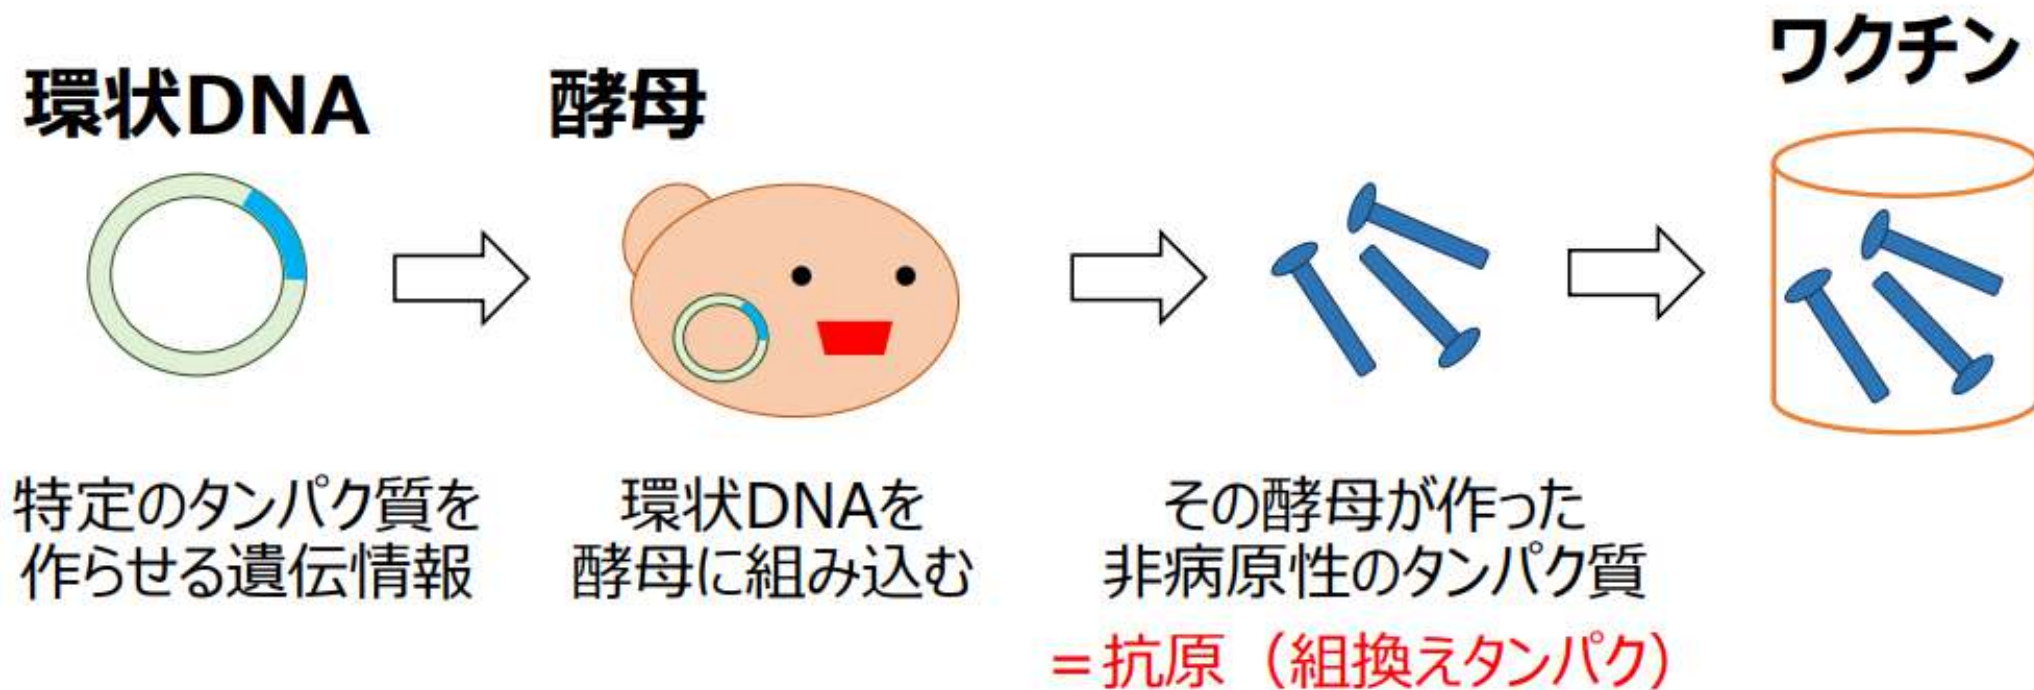 環状DNA
酵母
ワクチン
特定のタンパク質を
作らせる遺伝情報
環状DNAを
酵母に組み込む
その酵母が作った
非病原性のタンパク質
＝抗原（組換えタンパク）